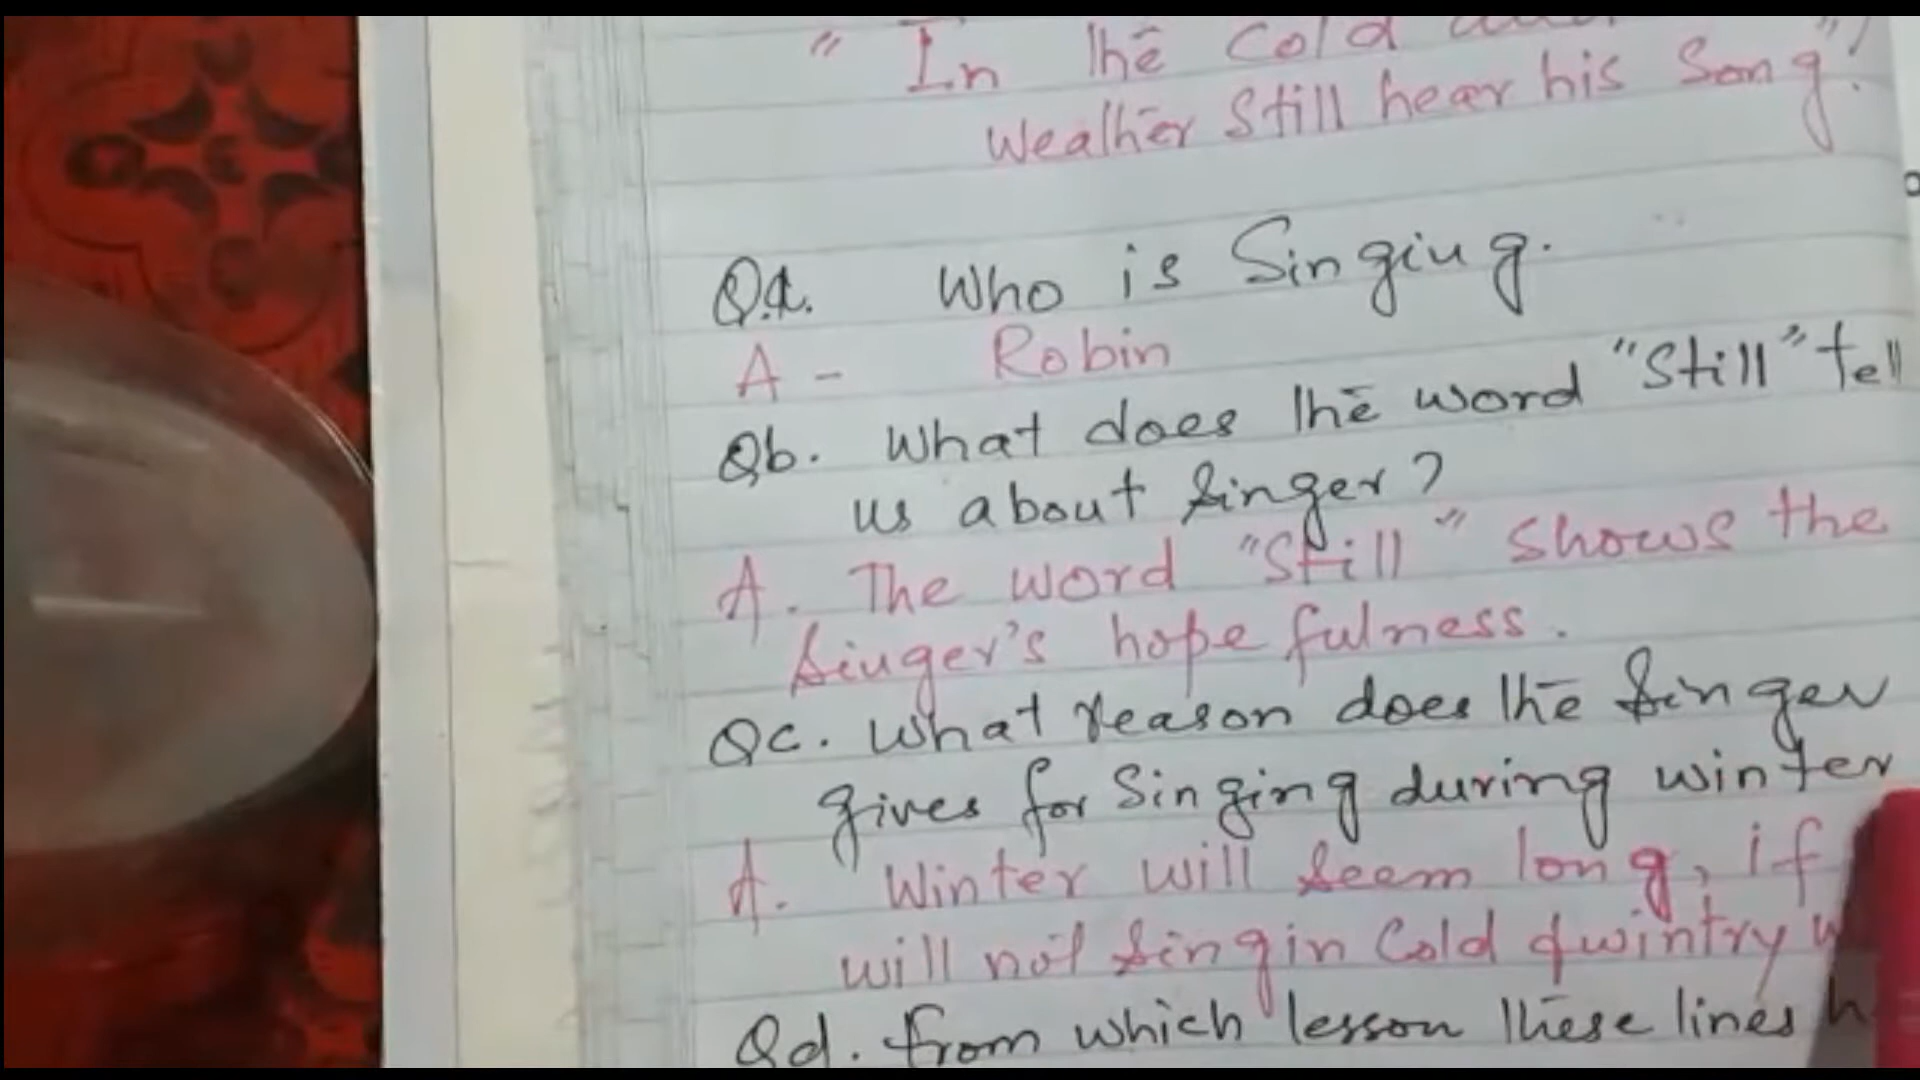 " In the cold
Weather Still hear his Song".
Q.a. Who is Singing.
A - Robin
Qb. What does the word "Still" tell
us about singer?
A. The word "Still" shows the
singer's hopefulness.
Qc. What reason does the singer
gives for Singing during winter
A. Winter will seem long, if
will not sing in Cold & wintry
Qd. from which lesson these lines